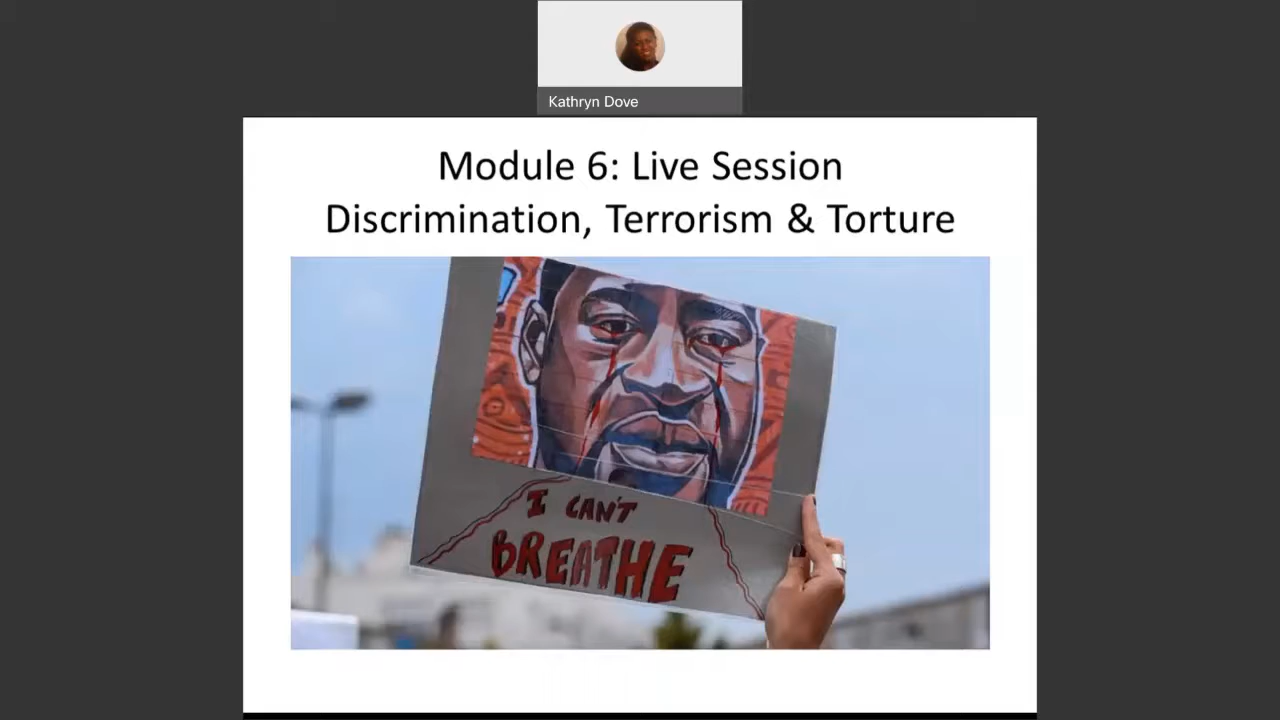 Kathryn Dove
Module 6: Live Session
Discrimination, Terrorism & Torture
I CAN'T
BREATHE